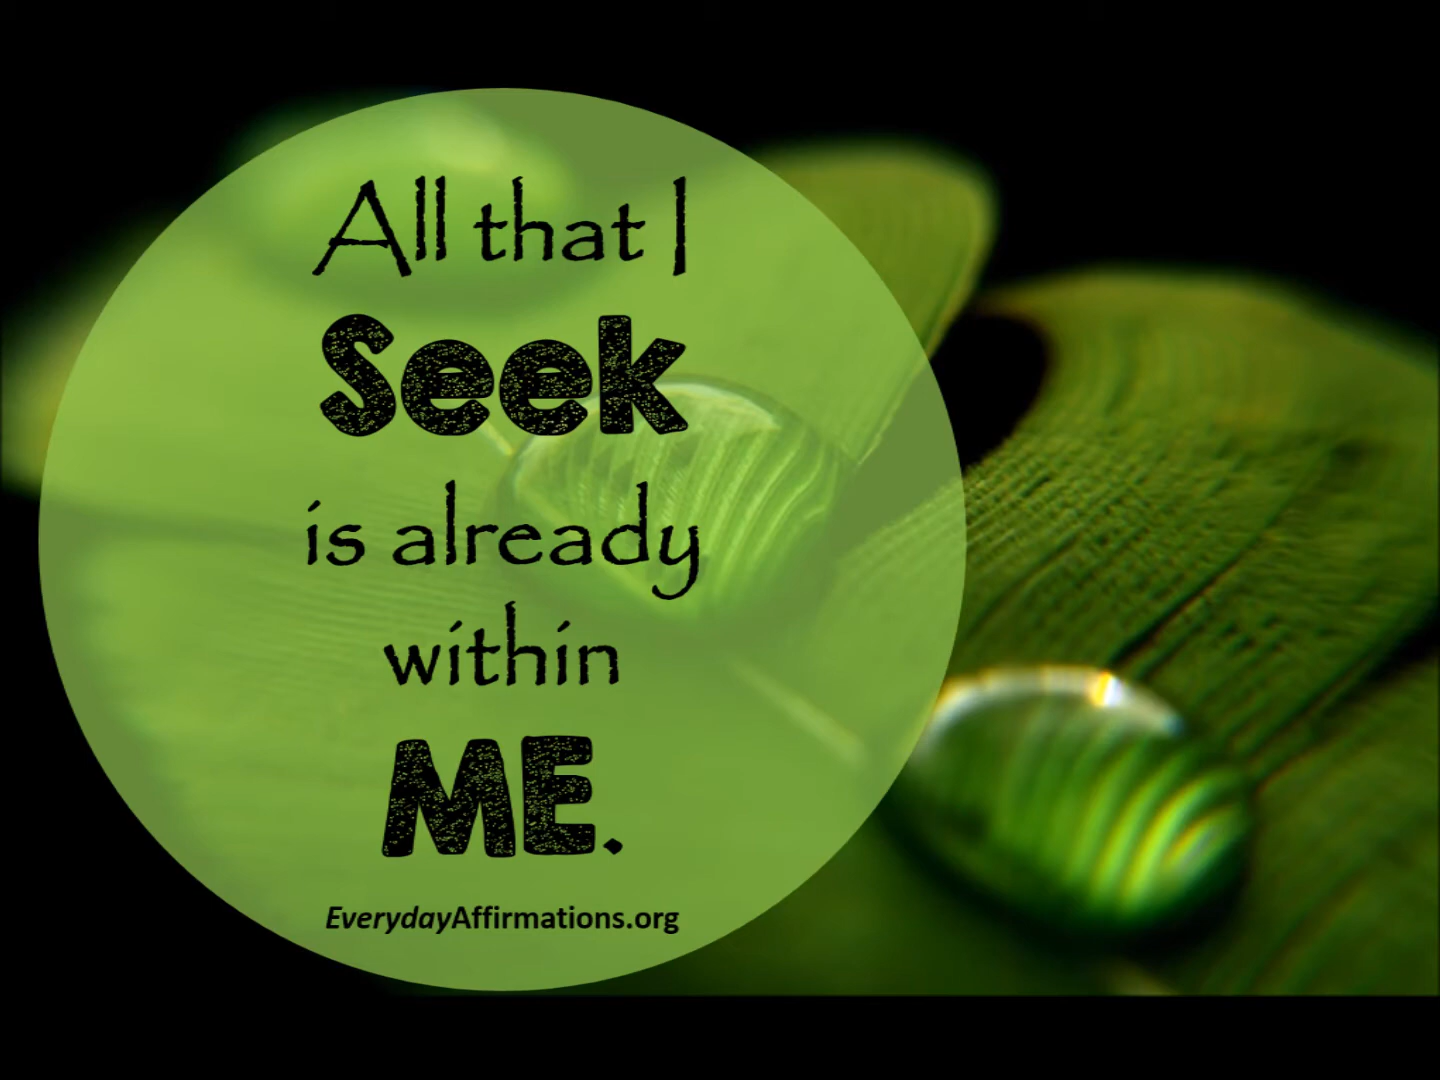 All that I
Seek
is already
within
ME.
EverydayAffirmations.org